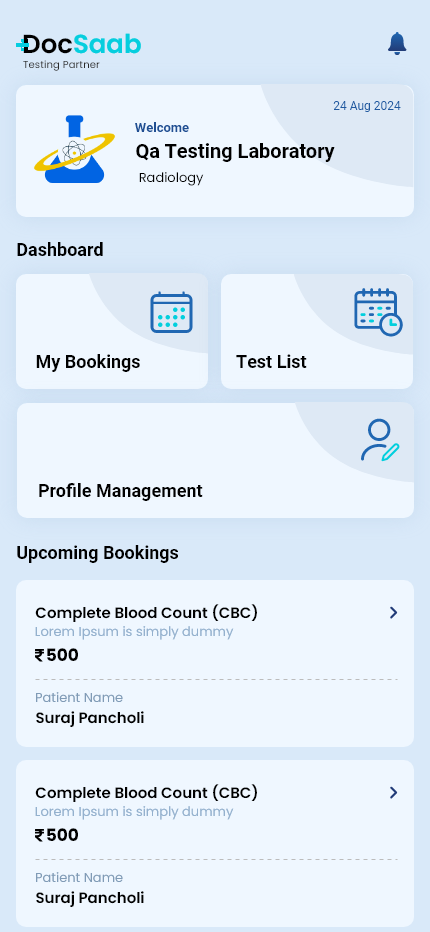 DocSaab
Testing Partner
24 Aug 2024
Welcome
Qa Testing Laboratory
Radiology
Dashboard
My Bookings
Test List
Profile Management
Upcoming Bookings
Complete Blood Count (CBC)
Lorem Ipsum is simply dummy
₹500
Patient Name
Suraj Pancholi
Complete Blood Count (CBC)
Lorem Ipsum is simply dummy
₹500
Patient Name
Suraj Pancholi